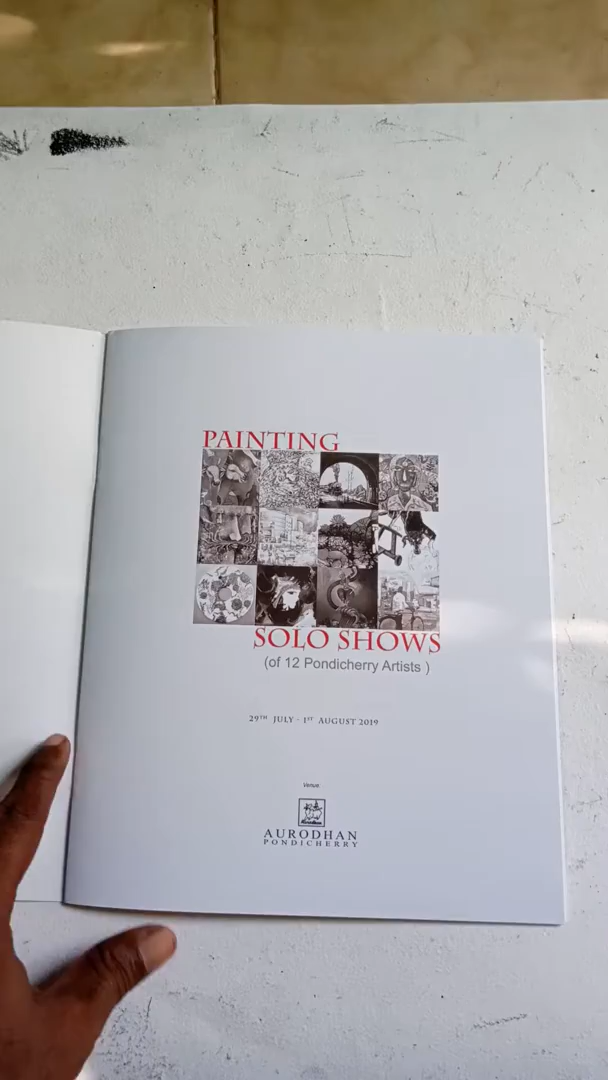 PAINTING
SOLO SHOWS
(of 12 Pondicherry Artists )
29TH JULY - 1ST AUGUST 2019
Venue
AURODHAN
PONDICHERRY